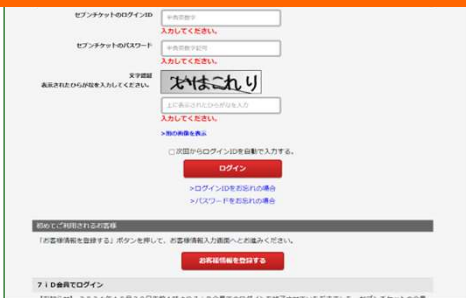 セブンチケットのログインID
半角英数字
入力してください。
セブンチケットのパスワード
半角英数字記号
入力してください。
文字認証
表示されたひらがなを入力してください。
上に表示されたひらがなを入力
入力してください。
>別の画像を表示
次回からログインIDを自動で入力する。
ログイン
>ログインIDをお忘れの場合
>パスワードをお忘れの場合
初めてご利用されるお客様
「お客様情報を登録する」ボタンを押して、お客様情報入力画面へとお進みください。
お客様情報を登録する
7iD会員でログイン